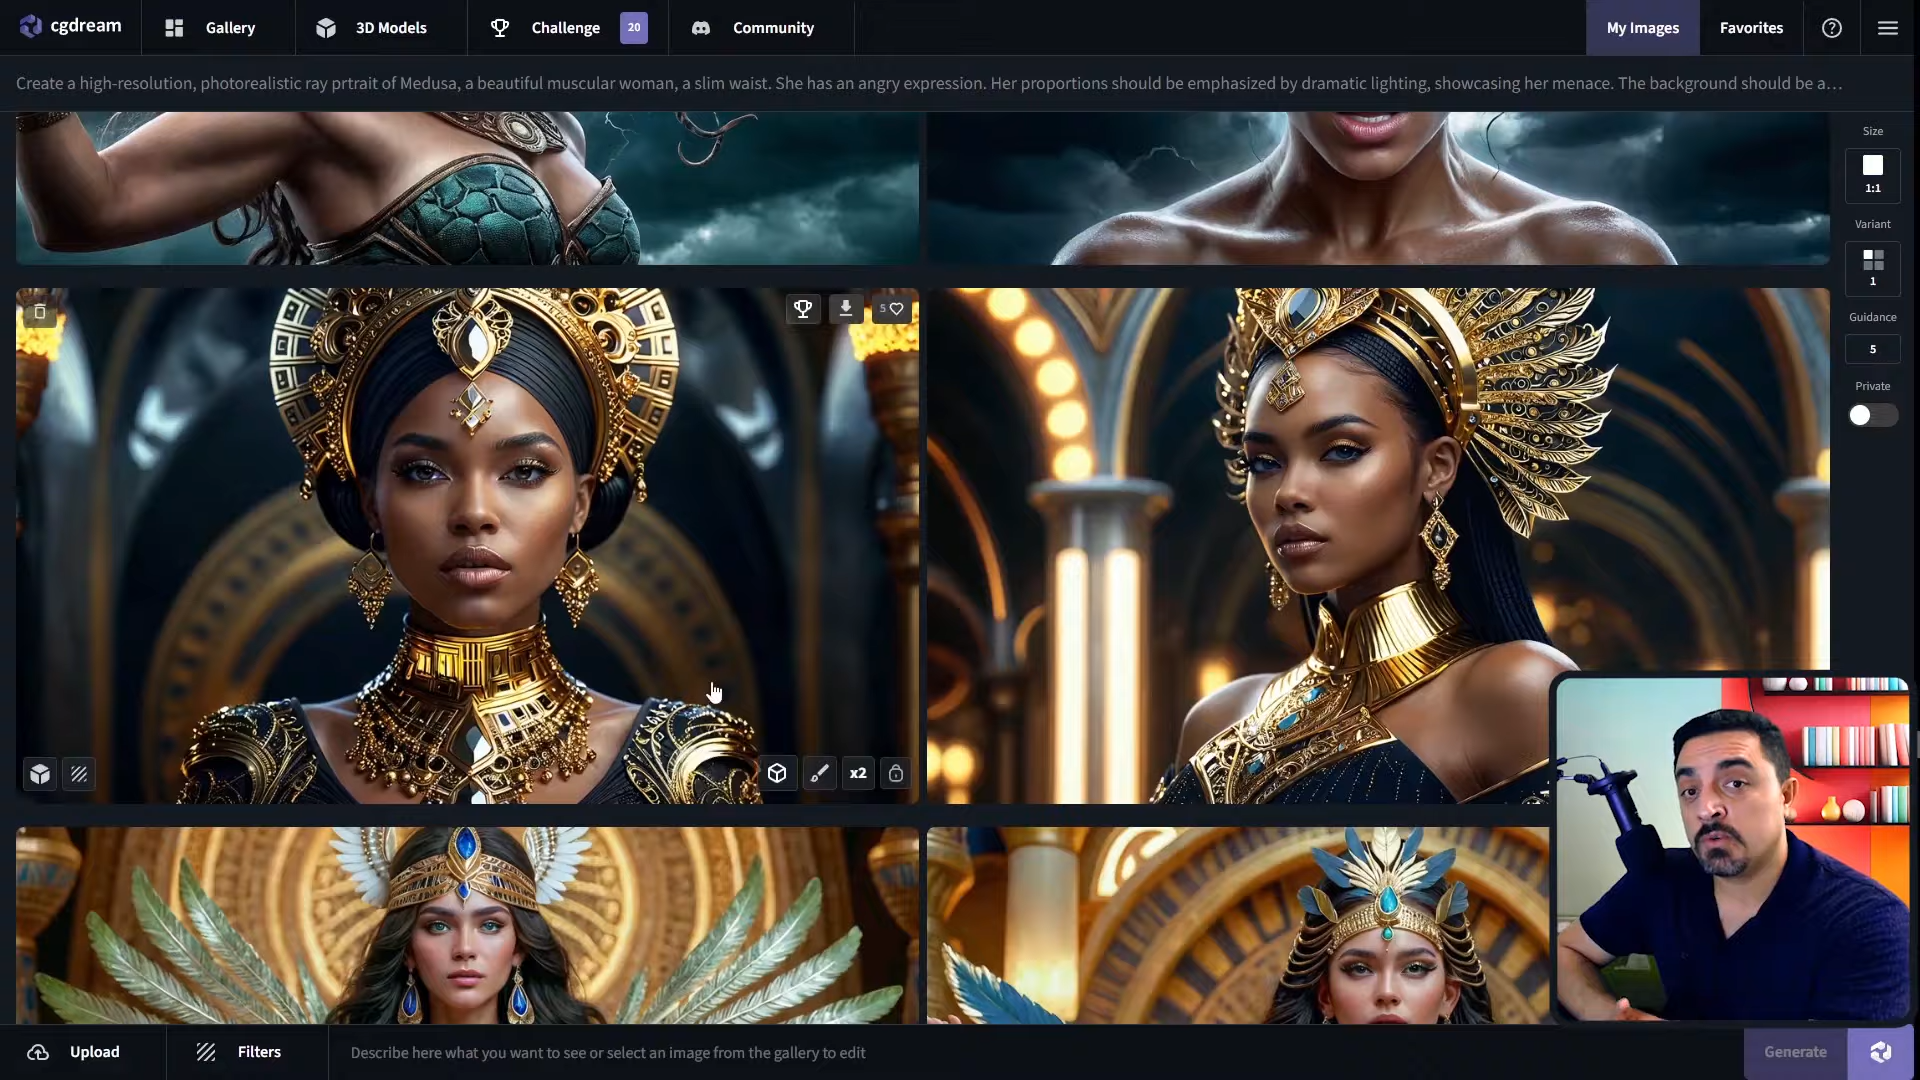 cgdream
Gallery
3D Models
Challenge
20
Community
My Images
Favorites
Create a high-resolution, photorealistic ray prtrait of Medusa, a beautiful muscular woman, a slim waist. She has an angry expression. Her proportions should be emphasized by dramatic lighting, showcasing her menace. The background should be a…
Size
1:1
Variant
1
Guidance
5
Private
5
x2
Upload
Filters
Describe here what you want to see or select an image from the gallery to edit
Generate